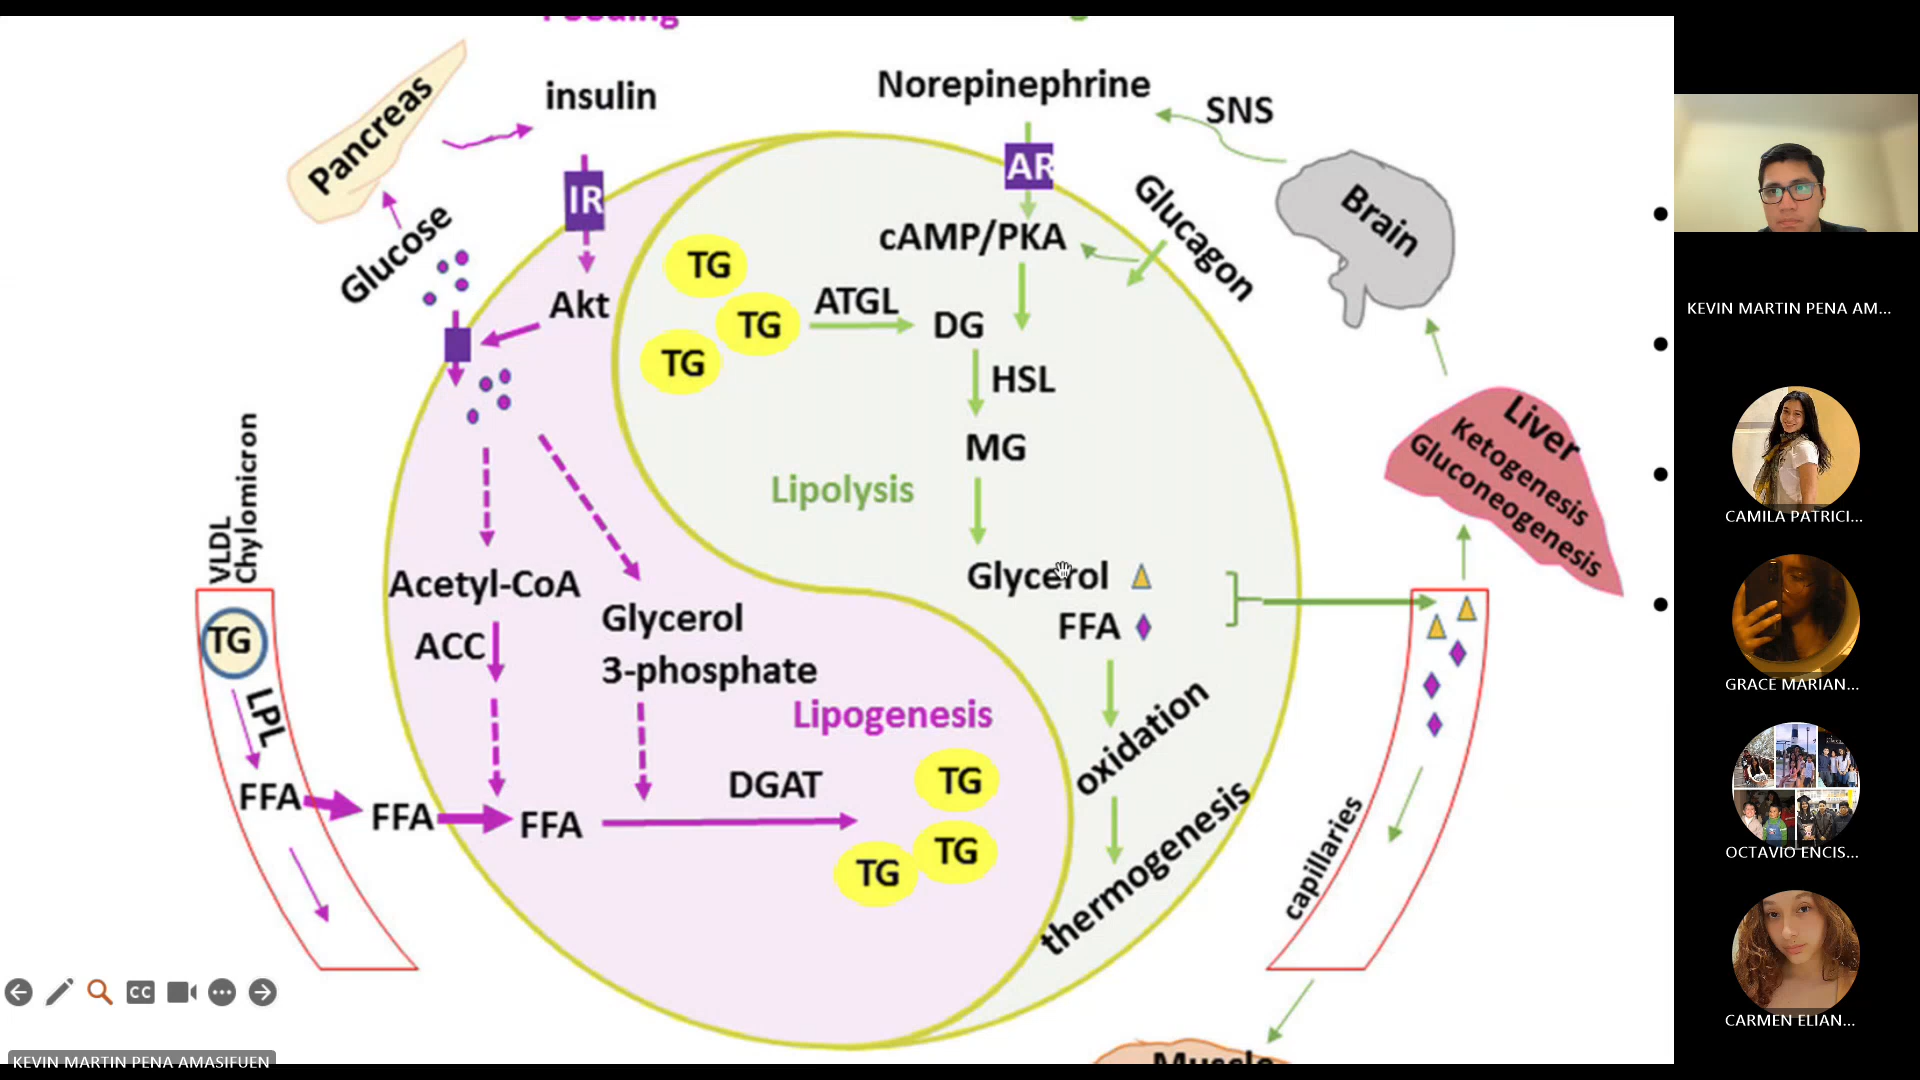 Feeding
insulin
Norepinephrine
SNS
Pancreas
IR
AR
Brain
Glucose
Glucagon
cAMP/PKA
Akt
TG
TG
TG
ATGL
DG
HSL
MG
Lipolysis
Liver
Ketogenesis
Gluconeogenesis
VLDL
Chylomicron
TG
LPL
FFA
FFA
FFA
Acetyl-CoA
ACC
Glycerol
3-phosphate
Lipogenesis
DGAT
TG
TG
TG
Glycerol
FFA
oxidation
thermogenesis
capillaries
Muscle
CC
KEVIN MARTIN PENA AMASIFUEN
KEVIN MARTIN PENA AM...
CAMILA PATRICI...
GRACE MARIAN...
OCTAVIO ENCIS...
CARMEN ELIAN...